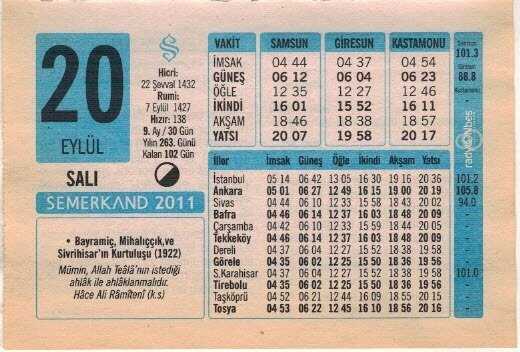 20
EYLÜL
SALI
SEMERKAND 2011
Hicri:
22 Şevval 1432
Rumi:
7 Eylül 1427
Hızır: 138
9. Ay / 30 Gün
Yılın 263. Günü
Kalan 102 Gün
• Bayramiç, Mihalıççık,ve
Sivrihisar'ın Kurtuluşu (1922)
Mümin, Allah Teâlâ'nın istediği
ahlâk ile ahlâklanmalıdır.
Hâce Ali Râmîtenî (k.s)
VAKİT SAMSUN GİRESUN KASTAMONU
İMSAK 04 44 04 37 04 54
GÜNEŞ 06 12 06 04 06 23
ÖĞLE 12 35 12 27 12 46
İKİNDİ 16 01 15 52 16 11
AKŞAM 18 46 18 38 18 57
YATSI 20 07 19 58 20 17
İller İmsak Güneş Öğle İkindi Akşam Yatsı
İstanbul 05 14 06 42 13 05 16 30 19 16 20 36
Ankara 05 01 06 27 12 49 16 15 19 00 20 19
Sivas 04 44 06 10 12 33 15 58 18 43 20 02
Bafra 04 46 06 14 12 37 16 03 18 48 20 09
Çarşamba 04 42 06 10 12 33 15 59 18 44 20 05
Tekkeköy 04 46 06 14 12 37 16 03 18 48 20 09
Dereli 04 37 06 04 12 27 15 52 18 38 19 58
Görele 04 35 06 02 12 25 15 50 18 36 19 56
S.Karahisar 04 37 06 04 12 27 15 52 18 38 19 58
Tirebolu 04 35 06 02 12 25 15 50 18 36 19 56
Taşköprü 04 52 06 21 12 44 16 09 18 55 20 15
Tosya 04 53 06 22 12 45 16 10 18 56 20 16
Samsun:
101.3
Giresun:
88.8
Kastamonu:
101.2
105.8
94.0
101.0